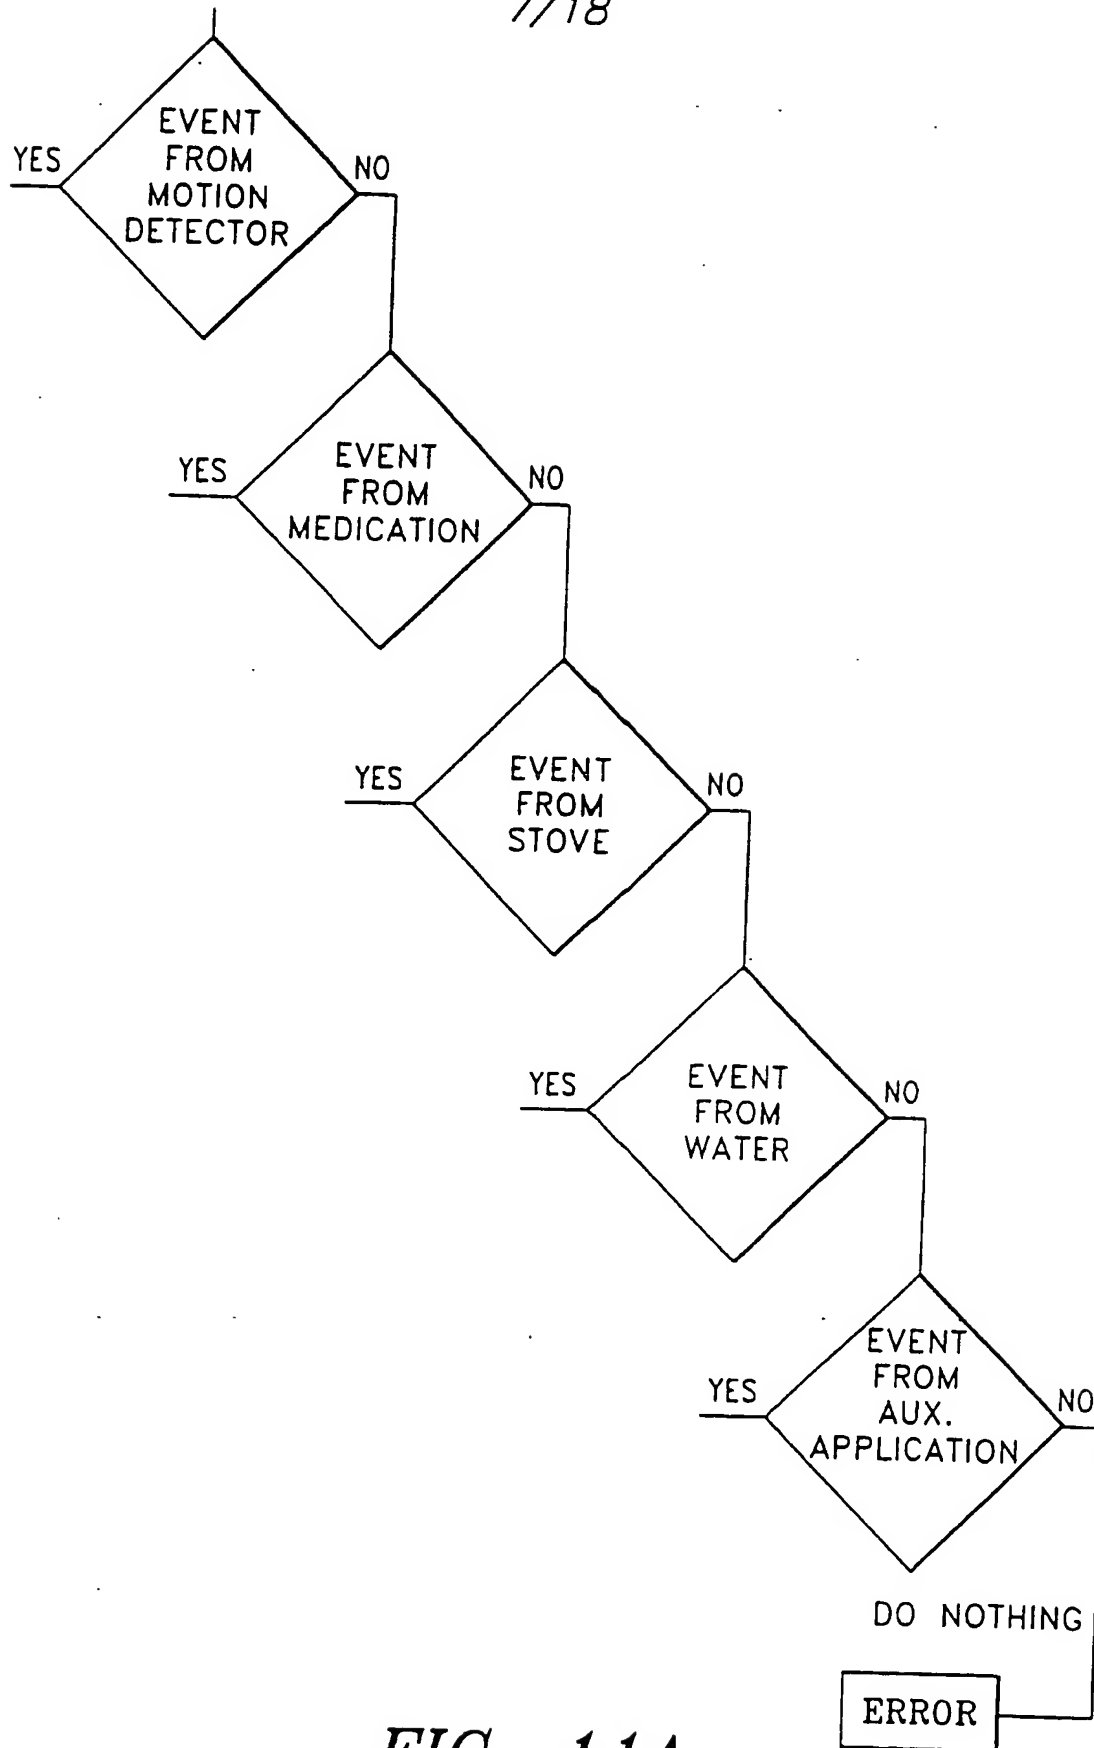 7/18
EVENT
FROM
MOTION
DETECTOR
YES
NO
EVENT
FROM
MEDICATION
YES
NO
EVENT
FROM
STOVE
YES
NO
EVENT
FROM
WATER
YES
NO
EVENT
FROM
AUX.
APPLICATION
YES
NO
DO NOTHING
ERROR
FIG. 11A